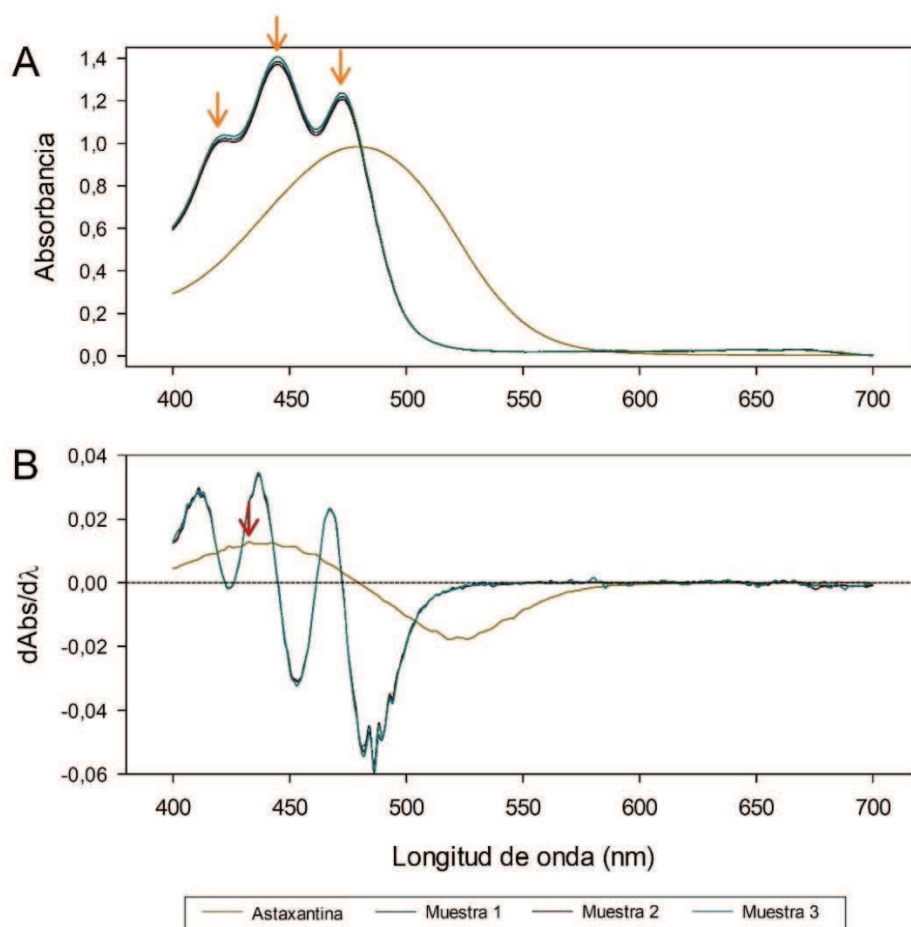 A
Absorbancia
1,4
1,2
1,0
0,8
0,6
0,4
0,2
0,0
400 450 500 550 600 650 700
B
dAbs/dλ
0,04
0,02
0,00
-0,02
-0,04
-0,06
400 450 500 550 600 650 700
Longitud de onda (nm)
Astaxantina Muestra 1 Muestra 2 Muestra 3